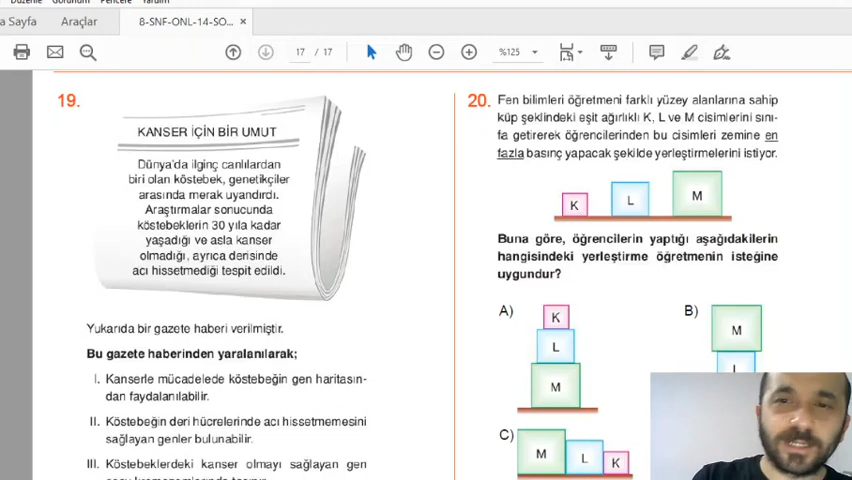 Düzenle Görünüm Pencere Yardım
a Sayfa Araçlar 8-SNF-ONL-14-SO... ×
17 / 17 %125
19.
KANSER İÇİN BİR UMUT
Dünya'da ilginç canlılardan
biri olan köstebek, genetikçiler
arasında merak uyandırdı.
Araştırmalar sonucunda
köstebeklerin 30 yıla kadar
yaşadığı ve asla kanser
olmadığı, ayrıca derisinde
acı hissetmediği tespit edildi.
Yukarıda bir gazete haberi verilmiştir.
Bu gazete haberinden yaralanılarak;
I. Kanserle mücadelede köstebeğin gen haritasın-
dan faydalanılabilir.
II. Köstebeğin deri hücrelerinde acı hissetmemesini
sağlayan genler bulunabilir.
III. Köstebeklerdeki kanser olmayı sağlayan gen
20. Fen bilimleri öğretmeni farklı yüzey alanlarına sahip
küp şeklindeki eşit ağırlıklı K, L ve M cisimlerini sını-
fa getirerek öğrencilerinden bu cisimleri zemine en
fazla basınç yapacak şekilde yerleştirmelerini istiyor.
K L M
Buna göre, öğrencilerin yaptığı aşağıdakilerin
hangisindeki yerleştirme öğretmenin isteğine
uygundur?
A)
K
L
M
B)
M
C)
M L K